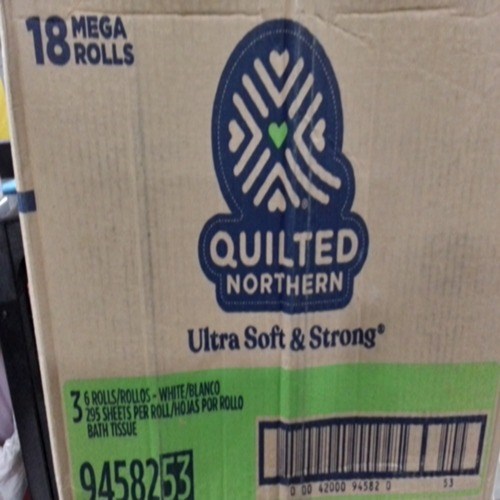 18 MEGA
ROLLS
QUILTED
NORTHERN
Ultra Soft & Strong®
3 6 ROLLS/ROLLOS - WHITE/BLANCO
295 SHEETS PER ROLL/HOJAS POR ROLLO
BATH TISSUE
9458253
0 00 42000 94582 0 53